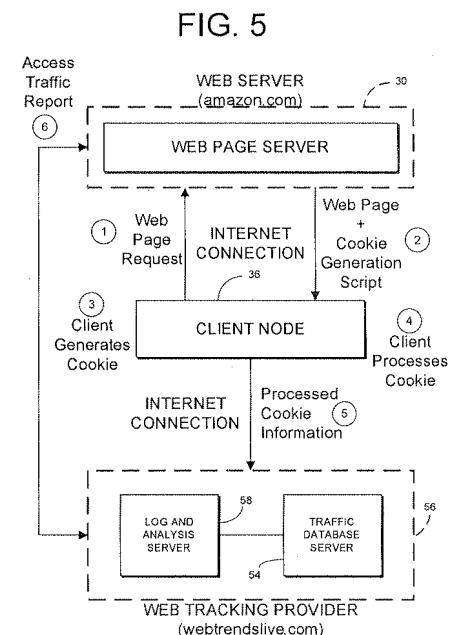 FIG. 5
Access
Traffic
Report
6
WEB SERVER
(amazon.com)
30
WEB PAGE SERVER
1
Web
Page
Request
INTERNET
CONNECTION
Web Page
+
Cookie
Generation
Script
2
36
3
Client
Generates
Cookie
CLIENT NODE
4
Client
Processes
Cookie
INTERNET
CONNECTION
Processed
Cookie
Information
5
58
LOG AND
ANALYSIS
SERVER
54
TRAFFIC
DATABASE
SERVER
56
WEB TRACKING PROVIDER
(webtrendslive.com)